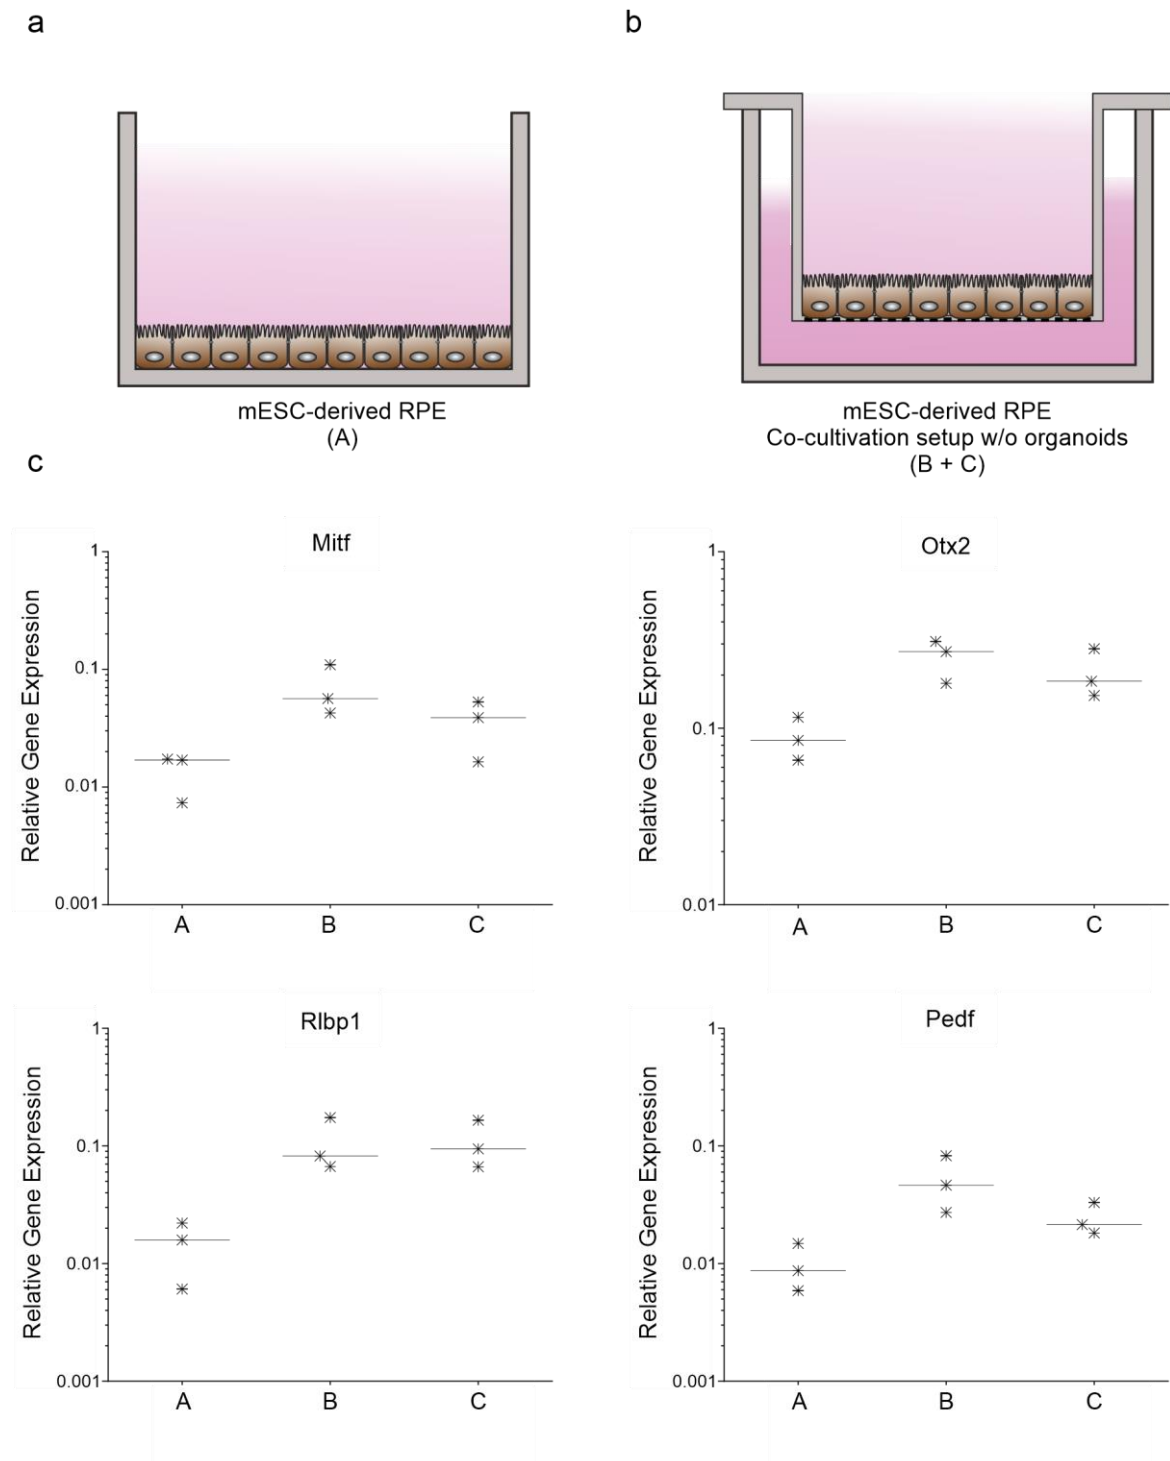 a
b
mESC-derived RPE
(A)
mESC-derived RPE
Co-cultivation setup w/o organoids
(B + C)
c
Mitf
Relative Gene Expression
1
0.1
0.01
0.001
A
B
C
Otx2
Relative Gene Expression
1
0.1
0.01
A
B
C
Rlbp1
Relative Gene Expression
1
0.1
0.01
0.001
A
B
C
Pedf
Relative Gene Expression
1
0.1
0.01
0.001
A
B
C